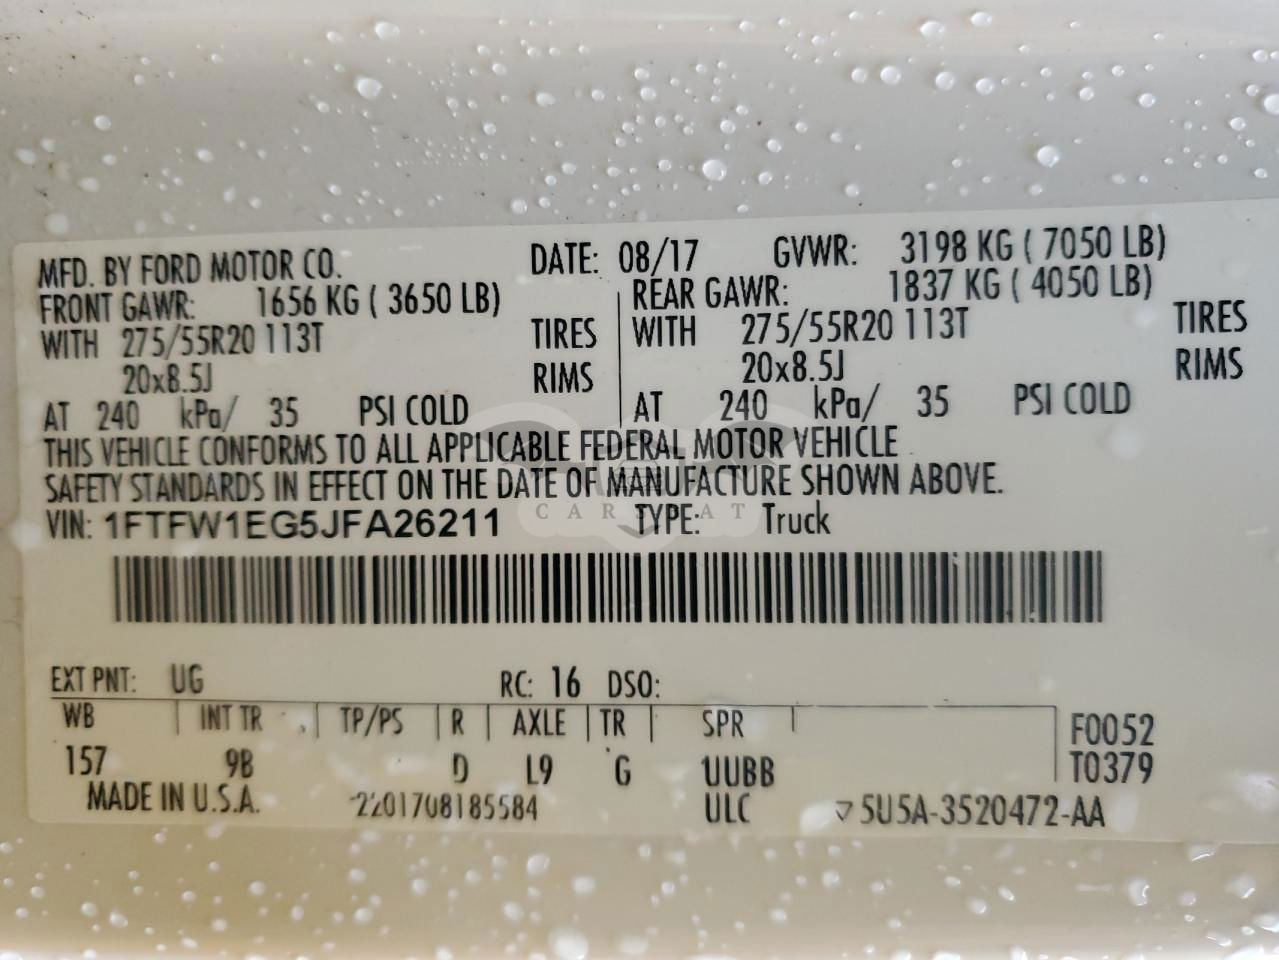 MFD. BY FORD MOTOR CO. DATE: 08/17 GVWR: 3198 KG ( 7050 LB)
FRONT GAWR: 1656 KG ( 3650 LB) REAR GAWR: 1837 KG ( 4050 LB)
WITH 275/55R20 113T TIRES WITH 275/55R20 113T TIRES
20x8.5J RIMS 20x8.5J RIMS
AT 240 kPa/ 35 PSI COLD AT 240 kPa/ 35 PSI COLD
THIS VEHICLE CONFORMS TO ALL APPLICABLE FEDERAL MOTOR VEHICLE
SAFETY STANDARDS IN EFFECT ON THE DATE OF MANUFACTURE SHOWN ABOVE.
VIN: 1FTFW1EG5JFA26211 TYPE: Truck
EXT PNT: UG RC: 16 DSO:
WB INT TR TP/PS R AXLE TR SPR F0052
157 9B D L9 G UUBB T0379
MADE IN U.S.A. 2201708185584 ULC ▽5U5A-3520472-AA